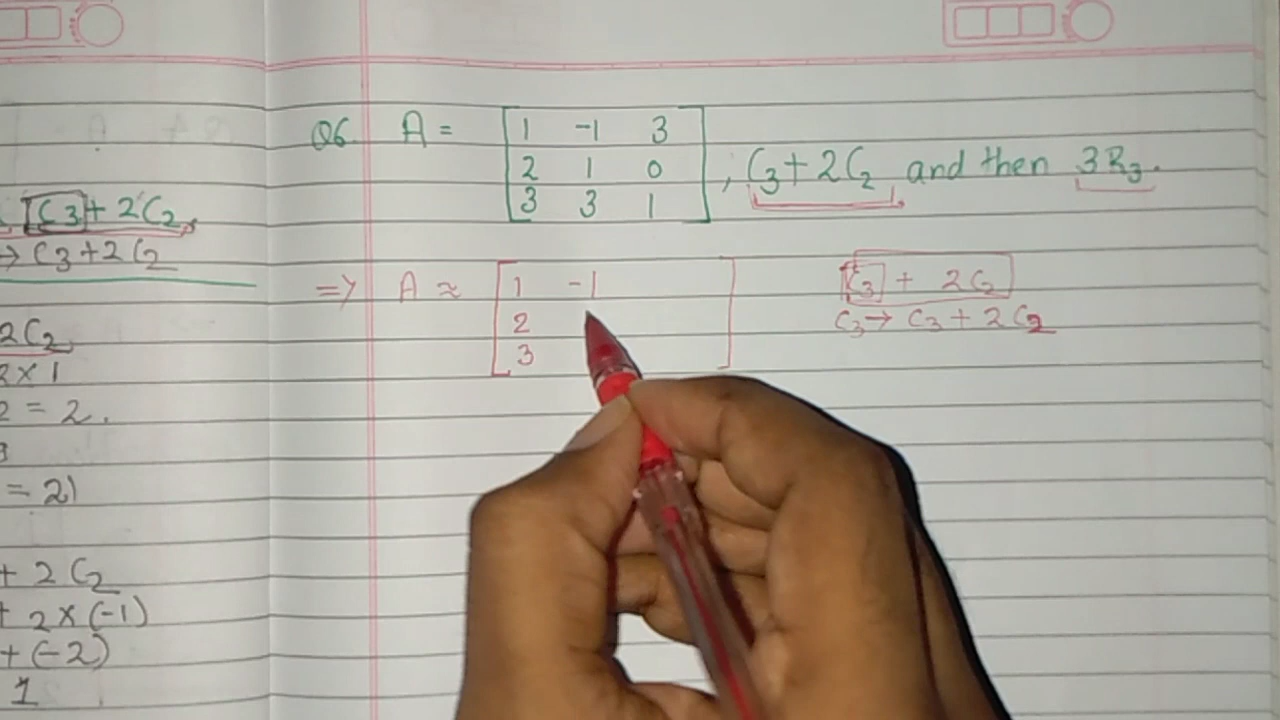 C3 + 2C2,
→ C3 + 2C2
2C2
2 × 1
2 = 2.
3
= 2)
+ 2C2
+ 2 × (-1)
+ (-2)
1
Q6. A = [1 -1 3
2 1 0
3 3 1], C3 + 2C2 and then 3R3.
⇒ A ≈ [1 -1
2
3]
C3 + 2C2
C3 → C3 + 2C2